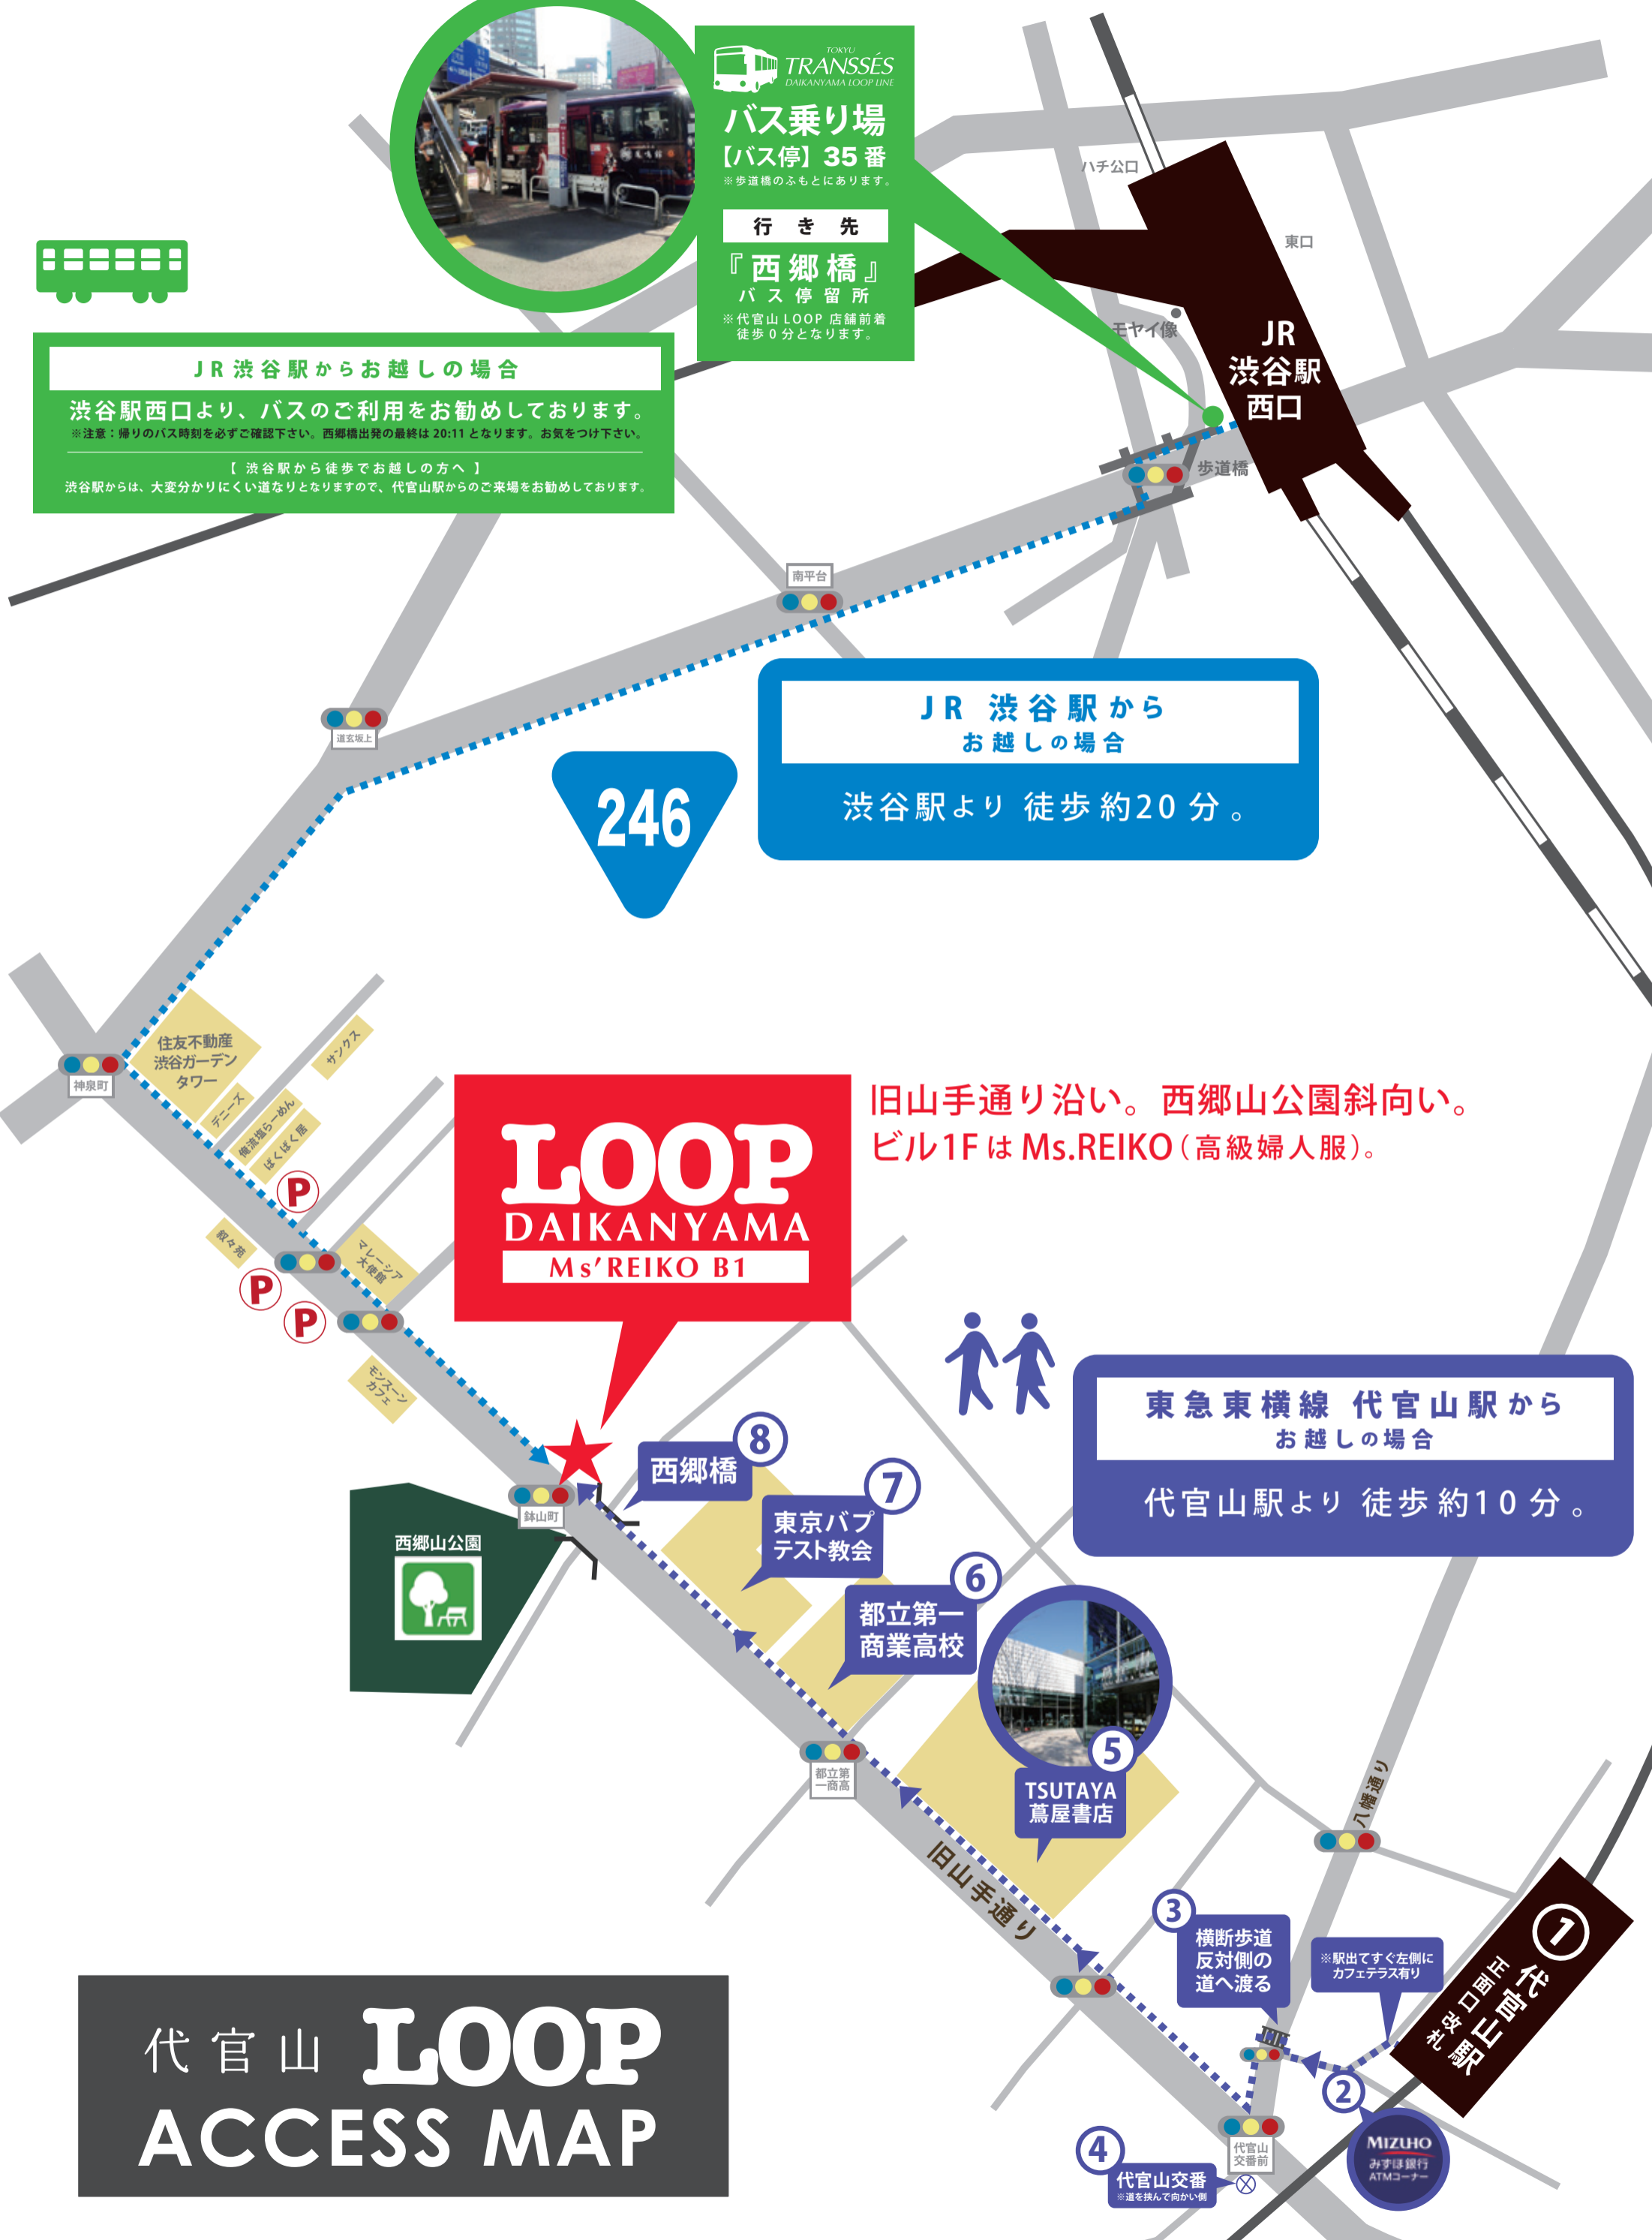 TOKYU
TRANSSÉS
DAIKANYAMA LOOP LINE
バス乗り場
【バス停】35番
※歩道橋のふもとにあります。
行き先
『西郷橋』
バス停留所
※代官山LOOP店舗前着
徒歩0分となります。
JR渋谷駅からお越しの場合
渋谷駅西口より、バスのご利用をお勧めしております。
※注意：帰りのバス時刻を必ずご確認下さい。西郷橋出発の最終は20:11となります。お気をつけ下さい。
【 渋谷駅から徒歩でお越しの方へ 】
渋谷駅からは、大変分かりにくい道なりとなりますので、代官山駅からのご来場をお勧めしております。
ハチ公口
東口
モヤイ像
JR
渋谷駅
西口
歩道橋
南平台
道玄坂上
JR 渋谷駅から
お越しの場合
渋谷駅より 徒歩約20分。
246
神泉町
住友不動産
渋谷ガーデン
タワー
サンクス
デニーズ
俺流塩らーめん
ばくばく居
P
叙々苑
P
P
マレーシア
大使館
モンスーン
カフェ
LOOP
DAIKANYAMA
Ms'REIKO B1
旧山手通り沿い。西郷山公園斜向い。
ビル1FはMs.REIKO（高級婦人服）。
東急東横線 代官山駅から
お越しの場合
代官山駅より 徒歩約10分。
8
西郷橋
7
東京バプ
テスト教会
6
都立第一
商業高校
5
TSUTAYA
蔦屋書店
鉢山町
西郷山公園
都立第
一商高
旧山手通り
八幡通り
3
横断歩道
反対側の
道へ渡る
※駅出てすぐ左側に
カフェテラス有り
1
代官山駅
正面口改札
2
MIZUHO
みずほ銀行
ATMコーナー
代官山
交番前
4
代官山交番
※道を挟んで向かい側
代官山 LOOP
ACCESS MAP